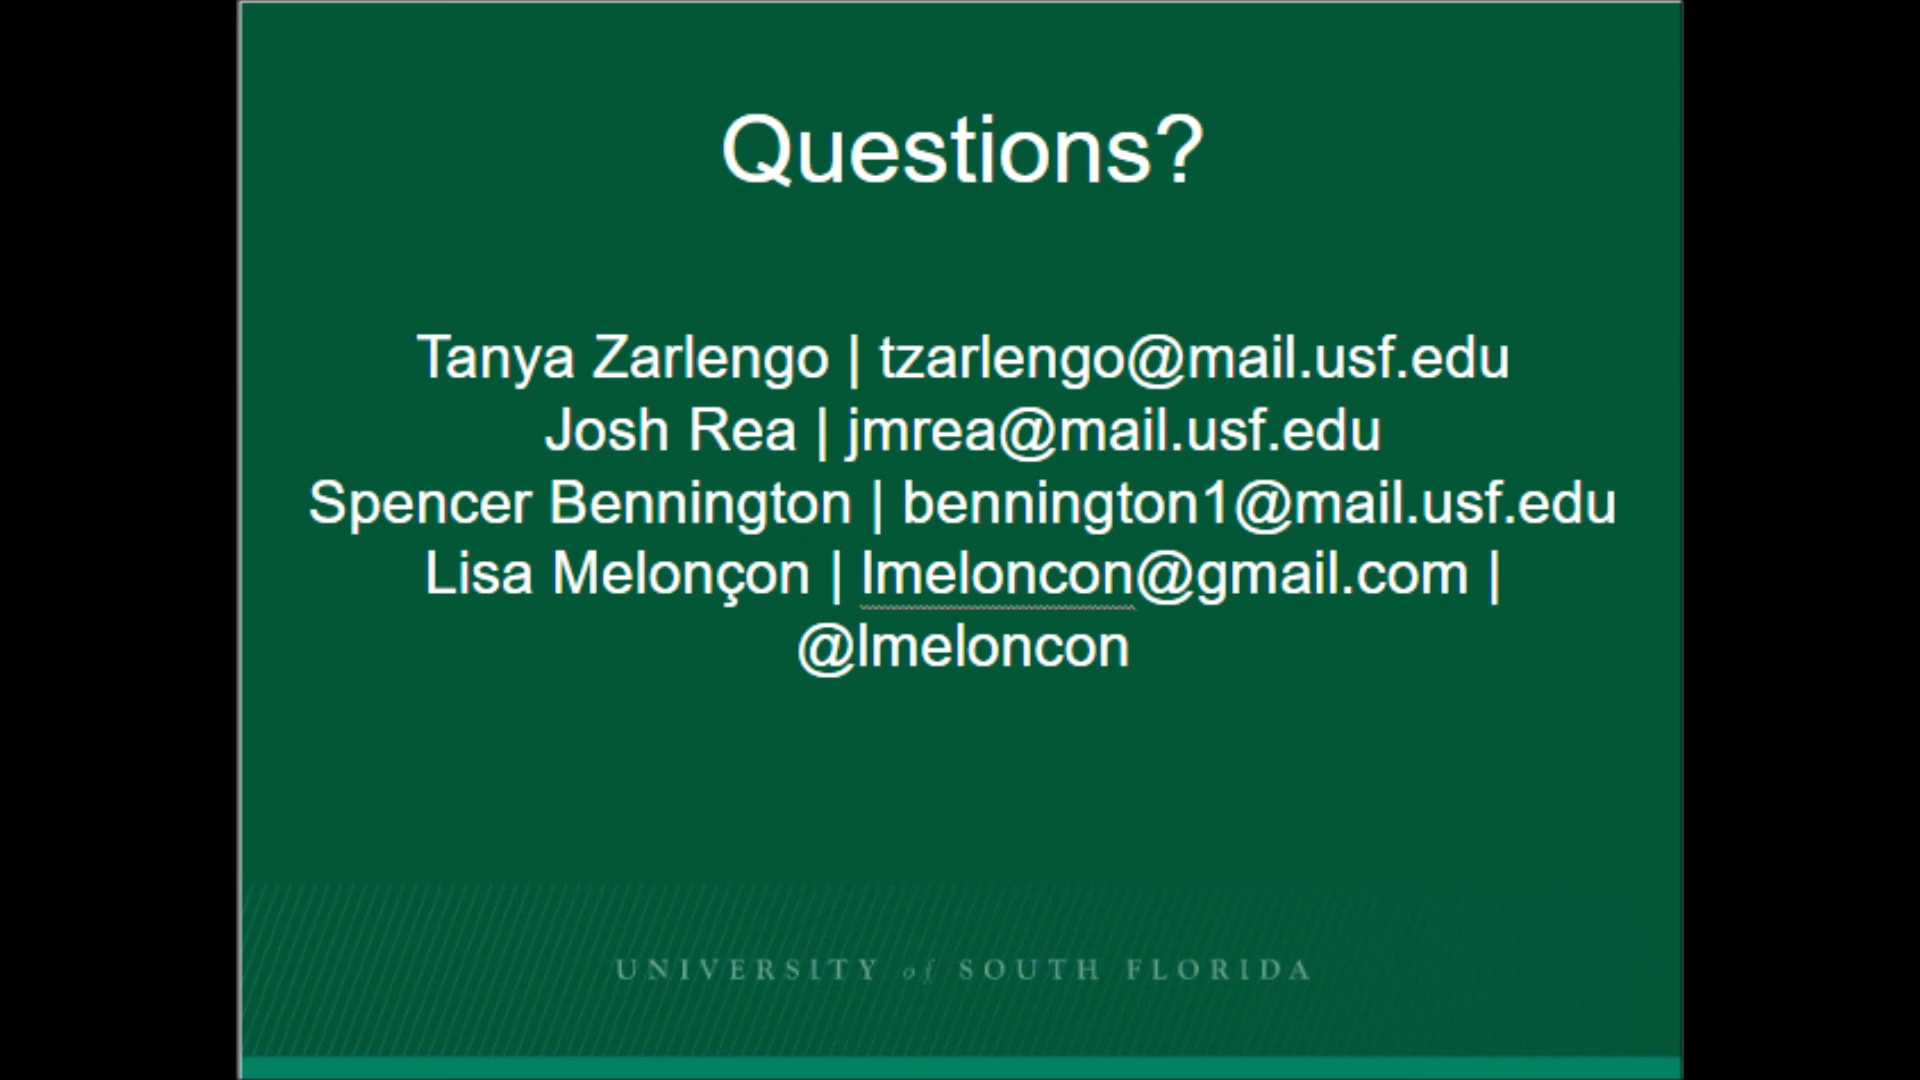 Questions?
Tanya Zarlengo | tzarlengo@mail.usf.edu
Josh Rea | jmrea@mail.usf.edu
Spencer Bennington | bennington1@mail.usf.edu
Lisa Melonçon | lmeloncon@gmail.com |
@lmeloncon
UNIVERSITY of SOUTH FLORIDA